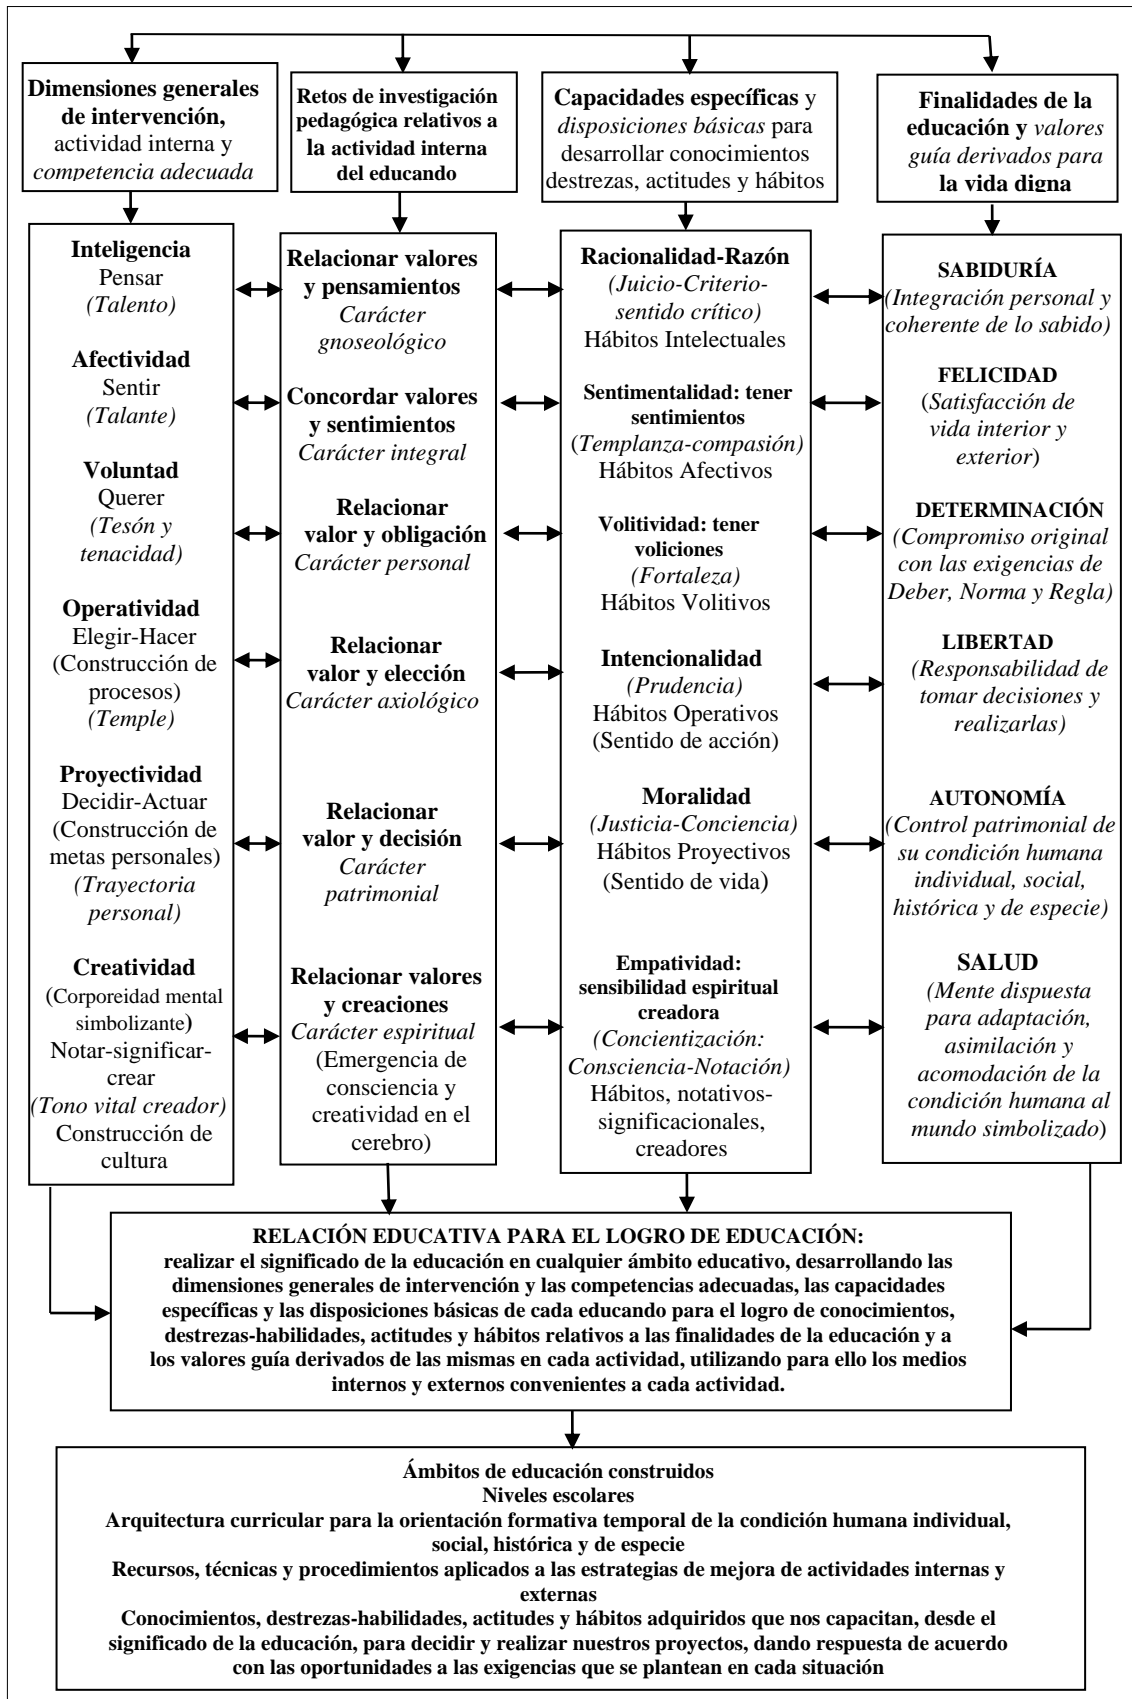 Dimensiones generales
de intervención,
actividad interna y
competencia adecuada
Retos de investigación
pedagógica relativos a
la actividad interna
del educando
Capacidades específicas y
disposiciones básicas para
desarrollar conocimientos
destrezas, actitudes y hábitos
Finalidades de la
educación y valores
guía derivados para
la vida digna
Inteligencia
Pensar
(Talento)
Afectividad
Sentir
(Talante)
Voluntad
Querer
(Tesón y
tenacidad)
Operatividad
Elegir-Hacer
(Construcción de
procesos)
(Temple)
Proyectividad
Decidir-Actuar
(Construcción de
metas personales)
(Trayectoria
personal)
Creatividad
(Corporeidad mental
simbolizante)
Notar-significar-
crear
(Tono vital creador)
Construcción de
cultura
Relacionar valores
y pensamientos
Carácter
gnoseológico
Concordar valores
y sentimientos
Carácter integral
Relacionar
valor y obligación
Carácter personal
Relacionar
valor y elección
Carácter axiológico
Relacionar
valor y decisión
Carácter
patrimonial
Relacionar valores
y creaciones
Carácter espiritual
(Emergencia de
consciencia y
creatividad en el
cerebro)
Racionalidad-Razón
(Juicio-Criterio-
sentido crítico)
Hábitos Intelectuales
Sentimentalidad: tener
sentimientos
(Templanza-compasión)
Hábitos Afectivos
Volitividad: tener
voliciones
(Fortaleza)
Hábitos Volitivos
Intencionalidad
(Prudencia)
Hábitos Operativos
(Sentido de acción)
Moralidad
(Justicia-Conciencia)
Hábitos Proyectivos
(Sentido de vida)
Empatividad:
sensibilidad espiritual
creadora
(Concientización:
Consciencia-Notación)
Hábitos, notativos-
significacionales,
creadores
SABIDURÍA
(Integración personal y
coherente de lo sabido)
FELICIDAD
(Satisfacción de
vida interior y
exterior)
DETERMINACIÓN
(Compromiso original
con las exigencias de
Deber, Norma y Regla)
LIBERTAD
(Responsabilidad de
tomar decisiones y
realizarlas)
AUTONOMÍA
(Control patrimonial de
su condición humana
individual, social,
histórica y de especie)
SALUD
(Mente dispuesta
para adaptación,
asimilación y
acomodación de la
condición humana al
mundo simbolizado)
RELACIÓN EDUCATIVA PARA EL LOGRO DE EDUCACIÓN:
realizar el significado de la educación en cualquier ámbito educativo, desarrollando las
dimensiones generales de intervención y las competencias adecuadas, las capacidades
específicas y las disposiciones básicas de cada educando para el logro de conocimientos,
destrezas-habilidades, actitudes y hábitos relativos a las finalidades de la educación y a
los valores guía derivados de las mismas en cada actividad, utilizando para ello los medios
internos y externos convenientes a cada actividad.
Ámbitos de educación construidos
Niveles escolares
Arquitectura curricular para la orientación formativa temporal de la condición humana individual,
social, histórica y de especie
Recursos, técnicas y procedimientos aplicados a las estrategias de mejora de actividades internas y
externas
Conocimientos, destrezas-habilidades, actitudes y hábitos adquiridos que nos capacitan, desde el
significado de la educación, para decidir y realizar nuestros proyectos, dando respuesta de acuerdo
con las oportunidades a las exigencias que se plantean en cada situación